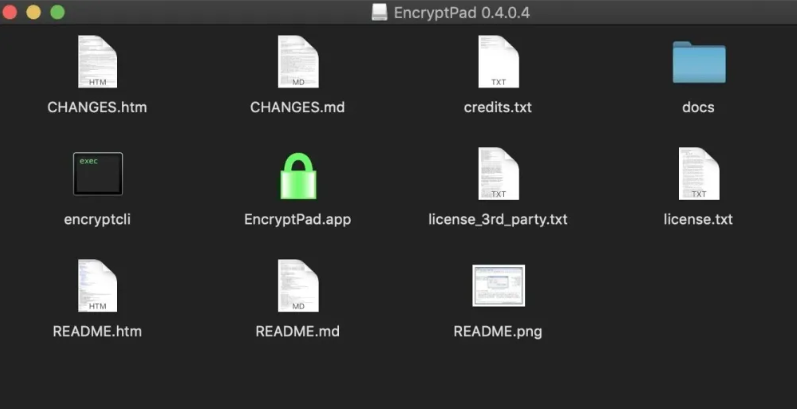 EncryptPad 0.4.0.4
HTM
MD
TXT
CHANGES.htm
CHANGES.md
credits.txt
docs
exec
TXT
TXT
encryptcli
EncryptPad.app
license_3rd_party.txt
license.txt
HTM
MD
README.htm
README.md
README.png